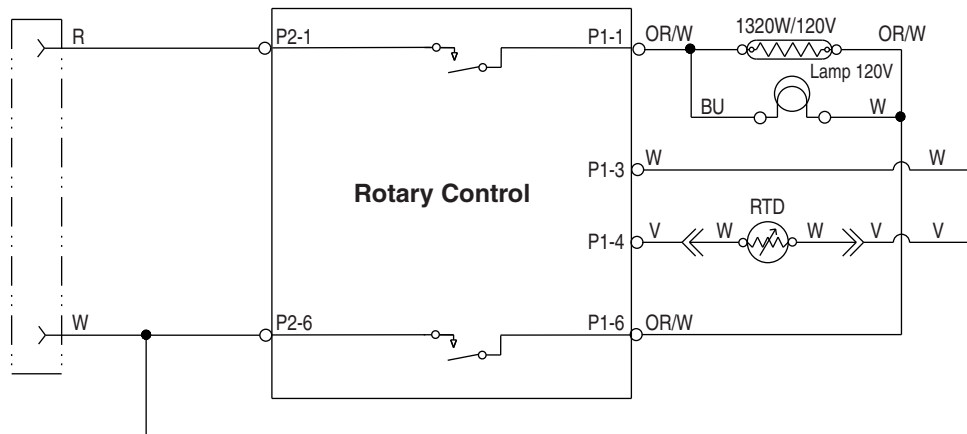 R
P2-1
P1-1
OR/W
1320W/120V
OR/W
Lamp 120V
BU
W
P1-3
W
W
Rotary Control
RTD
P1-4
V
W
W
V
V
W
P2-6
P1-6
OR/W